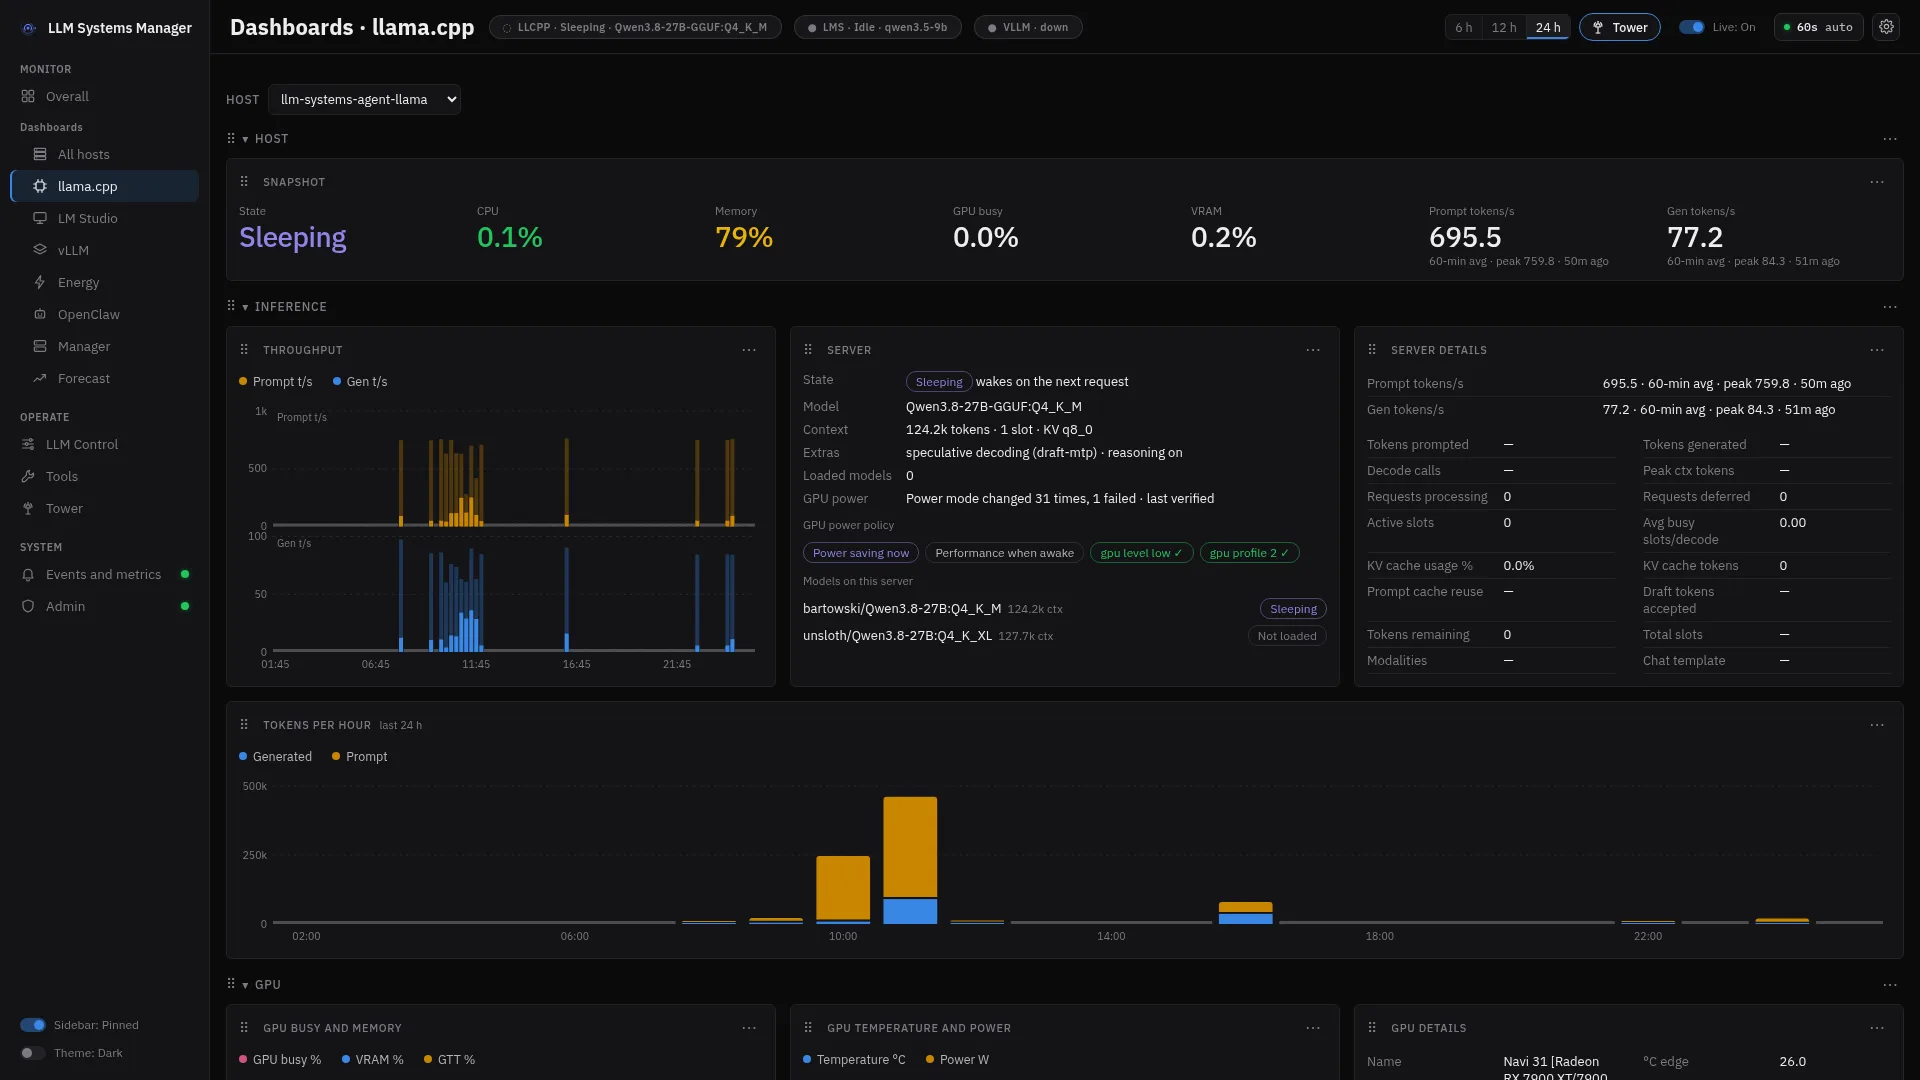 LLM Systems Manager
MONITOR
Overall
Dashboards
All hosts
llama.cpp
LM Studio
vLLM
Energy
OpenClaw
Manager
Forecast
OPERATE
LLM Control
Tools
Tower
SYSTEM
Events and metrics
Admin
Sidebar: Pinned
Theme: Dark
Dashboards · llama.cpp
LLCPP · Sleeping · Qwen3.8-27B-GGUF:Q4_K_M
LMS · Idle · qwen3.5-9b
VLLM · down
6 h 12 h 24 h
Tower
Live: On
60s auto
HOST llm-systems-agent-llama
HOST
SNAPSHOT
State
Sleeping
CPU
0.1%
Memory
79%
GPU busy
0.0%
VRAM
0.2%
Prompt tokens/s
695.5
60-min avg · peak 759.8 · 50m ago
Gen tokens/s
77.2
60-min avg · peak 84.3 · 51m ago
INFERENCE
THROUGHPUT
Prompt t/s Gen t/s
1k
Prompt t/s
500
0
100
Gen t/s
50
0
01:45 06:45 11:45 16:45 21:45
SERVER
State Sleeping wakes on the next request
Model Qwen3.8-27B-GGUF:Q4_K_M
Context 124.2k tokens · 1 slot · KV q8_0
Extras speculative decoding (draft-mtp) · reasoning on
Loaded models 0
GPU power Power mode changed 31 times, 1 failed · last verified
GPU power policy
Power saving now Performance when awake gpu level low ✓ gpu profile 2 ✓
Models on this server
bartowski/Qwen3.8-27B:Q4_K_M 124.2k ctx Sleeping
unsloth/Qwen3.8-27B:Q4_K_XL 127.7k ctx Not loaded
SERVER DETAILS
Prompt tokens/s 695.5 · 60-min avg · peak 759.8 · 50m ago
Gen tokens/s 77.2 · 60-min avg · peak 84.3 · 51m ago
Tokens prompted — Tokens generated —
Decode calls — Peak ctx tokens —
Requests processing 0 Requests deferred 0
Active slots 0 Avg busy slots/decode 0.00
KV cache usage % 0.0% KV cache tokens 0
Prompt cache reuse — Draft tokens accepted —
Tokens remaining 0 Total slots —
Modalities — Chat template —
TOKENS PER HOUR last 24 h
Generated Prompt
500k
250k
0
02:00 06:00 10:00 14:00 18:00 22:00
GPU
GPU BUSY AND MEMORY
GPU busy % VRAM % GTT %
GPU TEMPERATURE AND POWER
Temperature °C Power W
GPU DETAILS
Name Navi 31 [Radeon °C edge 26.0
RX 7900 XT/7900